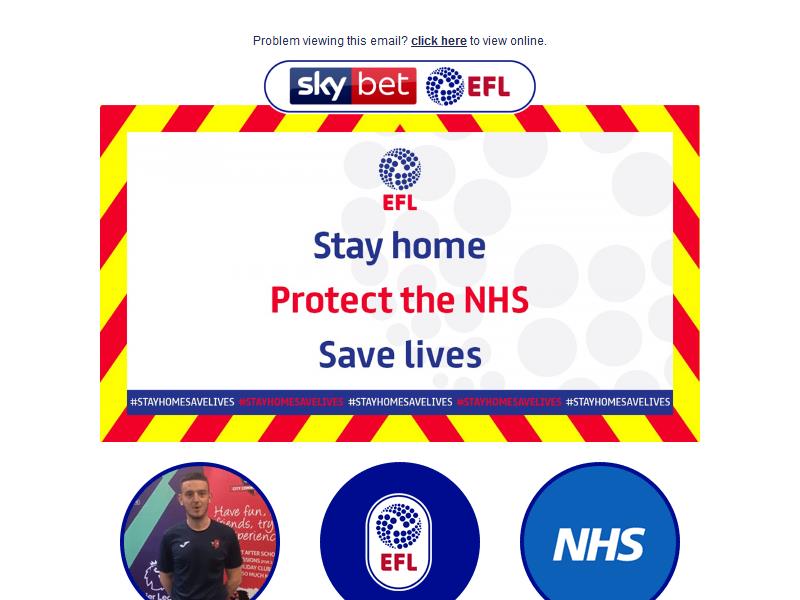 Problem viewing this email? click here to view online.
sky bet EFL
EFL
Stay home
Protect the NHS
Save lives
#STAYHOMESAVELIVES #STAYHOMESAVELIVES #STAYHOMESAVELIVES #STAYHOMESAVELIVES #STAYHOMESAVELIVES
Have fun,
friends, try
EFL
NHS